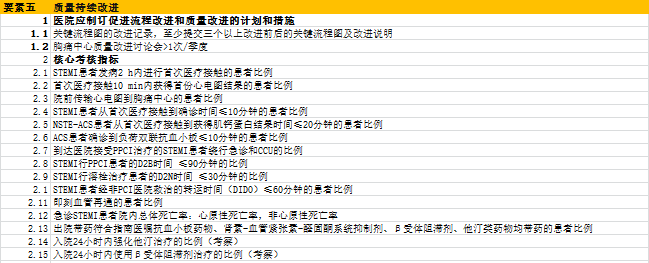 要素五 质量持续改进
1 医院应制订促进流程改进和质量改进的计划和措施
1.1 关键流程图的改进记录,至少提交三个以上改进前后的关键流程图及改进说明
1.2 胸痛中心质量改进讨论会>1次/季度
2 核心考核指标
2.1 STEMI患者发病2 h内进行首次医疗接触的患者比例
2.2 首次医疗接触10 min内获得首份心电图结果的患者比例
2.3 院前传输心电图到胸痛中心的患者比例
2.4 STEMI患者从首次医疗接触到确诊时间≤10分钟的患者比例
2.5 NSTE-ACS患者从首次医疗接触到获得肌钙蛋白结果时间≤20分钟的患者比例
2.6 ACS患者确诊到负荷双联抗血小板≤10分钟的患者比例
2.7 到达医院接受PPCI治疗的STEMI患者绕行急诊和CCU的比例
2.8 STEMI行PPCI患者的D2B时间 ≤90分钟的比例
2.9 STEMI行溶栓治疗患者的D2N时间 ≤30分钟的比例
2.1 STEMI患者经非PCI医院救治的转运时间(DIDO)≤60分钟的患者比例
2.11 即刻血管再通的患者比例
2.12 急诊STEMI患者院内总体死亡率:心原性死亡率,非心原性死亡率
2.13 出院带药符合指南医嘱抗血小板药物、肾素-血管紧张素-醛固酮系统抑制剂、β受体阻滞剂、他汀类药物均带药的患者比例
2.14 入院24小时内强化他汀治疗的比例(考察)
2.15 入院24小时内使用β受体阻滞剂治疗的比例(考察)